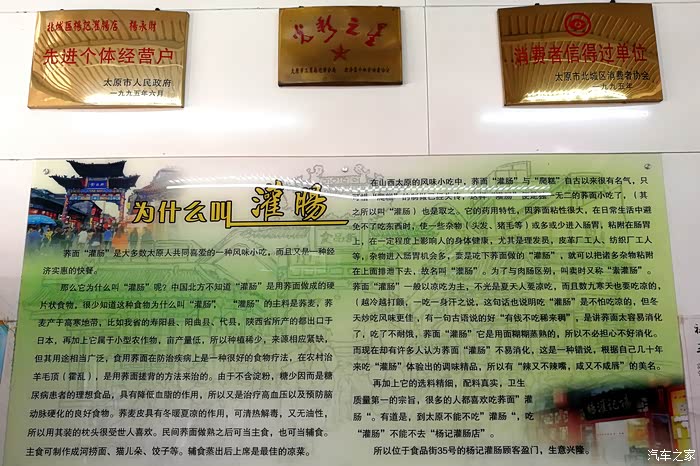 北城区杨记灌肠店 杨永财
先进个体经营户
太原市人民政府
一九九五年六月
光彩之星
消费者信得过单位
太原市北城区消费者协会
一九九五年
为什么叫灌肠
荞面“灌肠”是大多数太原人共同喜爱的一种风味小吃，而且又是一种经
济实惠的快餐。
那么它为什么叫“灌肠”呢？中国北方不知道“灌肠”是用荞面做成的硬
片状食物，很少知道这种食物为什么叫“灌肠”，“灌肠”的主料是荞麦，荞
麦产于高寒地带，比如我省的寿阳县、阳曲县、代县，陕西省所产的都出口于
日本，再加上它属于小型农作物，亩产量低，所以种植稀少，来源相应紧缺，
但其用途相当广泛，食用荞面在防治疾病上是一种很好的食物疗法，在农村治
羊毛顶（霍乱），是用荞面搓背的方法来治的。由于不含淀粉，糖少因而是糖
尿病患者的理想食品，具有降低血脂的作用，所以又是治疗高血压以及预防脑
动脉硬化的良好食物。荞麦皮具有冬暖夏凉的作用，可清热解毒，又无油性，
所以用其装的枕头很受世人喜欢。民间荞面做熟之后可当主食，也可当辅食。
主食可制作成河捞面、猫儿朵、饺子等。辅食蒸出后上席是最佳的凉菜。
在山西太原的风味小吃中，荞面“灌肠”与“爬糕”自古以来很有名气，只
一无二的荞面小吃了，（其
之所以叫“灌肠）也是取之、它的药用特性，因荞面粘性很大，在日常生活中避
免不了吃东西时，使一些杂物（头发、猪毛等）或多或少进入肠胃，粘附在肠胃
上，在一定程度上影响人的身体健康，尤其是理发员，皮革厂工人、纺织厂工人
等，杂物进入肠胃机会多，要是吃下荞面做的“灌肠”，就可以把诸多杂物粘附
在上面排泄下去，故名叫“灌肠”。为了与肉肠区别，叫卖时又称“素灌肠”。
荞面“灌肠”一般以凉吃为主，不光是夏天人要凉吃，而且数九寒天也要吃凉的，
（越冷越打颤，一吃一身汗之说，这句话也说明吃“灌肠”是不怕吃凉的，但冬
天炒吃风味更佳，有一句古语说的好“有钱不吃稀来稠”，是讲荞面太容易消化
了，吃了不耐饿，荞面“灌肠”它是用面糊糊蒸熟的，所以不必担心不好消化。
而现在却有许多人认为荞面“灌肠”不易消化，这是一种错说，根据自己几十年
来吃“灌肠”体验出的调味精品，所以有“辣又不辣嘴，咸又不咸唇”的美名。
再加上它的选料精细，配料真实，卫生
质量第一的宗旨，很多的人都喜欢吃荞面“灌
肠“。有道是，到太原不能不吃”灌肠“，吃
“灌肠”不能不去“杨记灌肠店”。
所以位于食品街35号的杨记灌肠顾客盈门，生意兴隆。
汽车之家